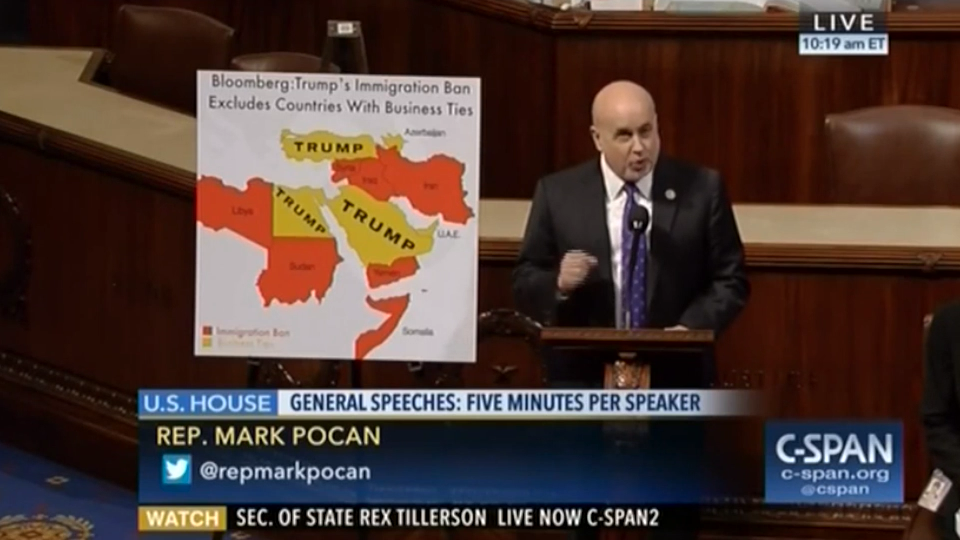 LIVE
10:19 am ET
Bloomberg:Trump's Immigration Ban
Excludes Countries With Business Ties
Azerbaijan
TRUMP
Syria
Iraq
Iran
Libya
TRUMP
TRUMP
U.A.E.
Sudan
Yemen
Somalia
Immigration Ban
Business Ties
U.S. HOUSE
GENERAL SPEECHES: FIVE MINUTES PER SPEAKER
REP. MARK POCAN
@repmarkpocan
C-SPAN
c-span.org
@cspan
WATCH
SEC. OF STATE REX TILLERSON LIVE NOW C-SPAN2